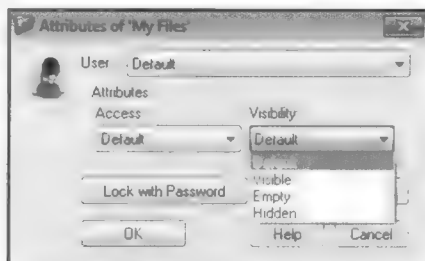 Attributes of 'My Files'
User Default
Attributes
Access Visibility
Default Default
Visible
Lock with Password Empty
Hidden
OK Help Cancel